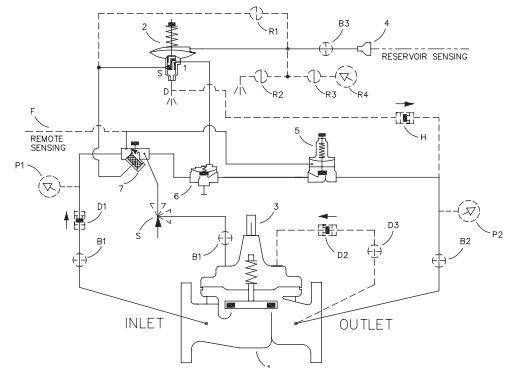 R1
2
B3
4
RESERVOIR SENSING
S
1
D
R2
R3
R4
F
REMOTE
SENSING
5
H
P1
7
6
D1
S
3
P2
B1
B1
D2
D3
B2
INLET
OUTLET
1